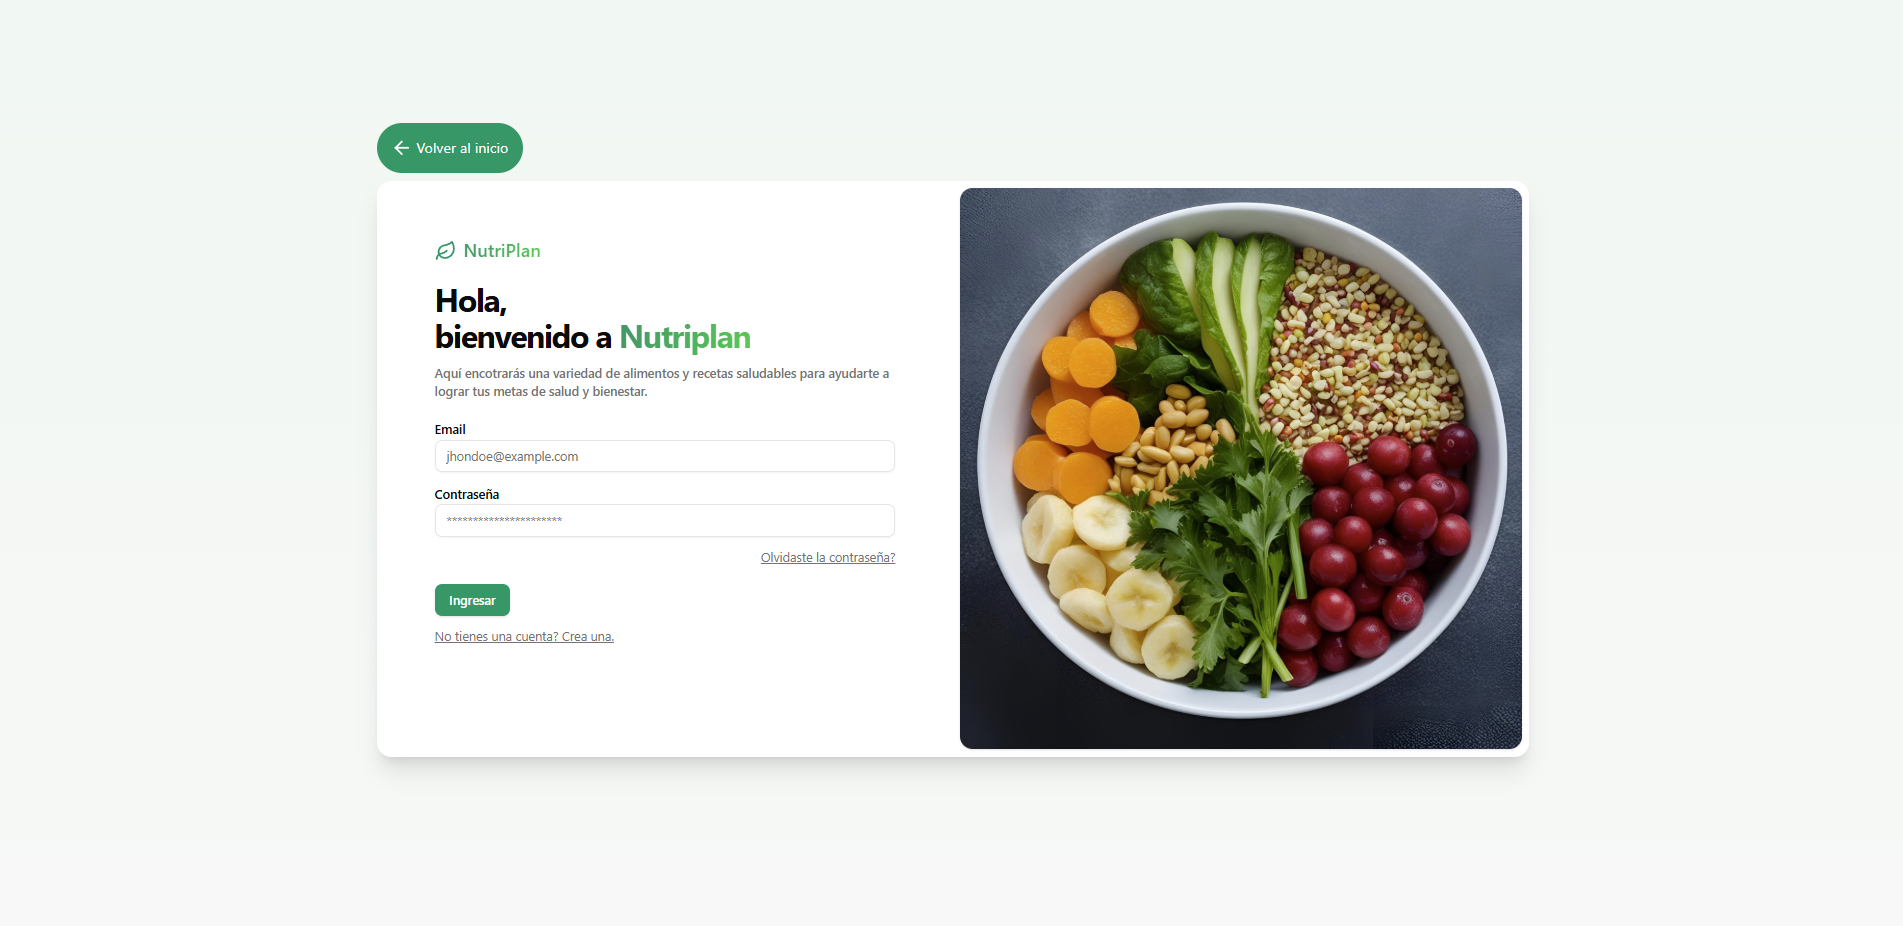 Volver al inicio
NutriPlan
Hola,
bienvenido a Nutriplan
Aquí encotrarás una variedad de alimentos y recetas saludables para ayudarte a
lograr tus metas de salud y bienestar.
Email
jhondoe@example.com
Contraseña
**********************
Olvidaste la contraseña?
Ingresar
No tienes una cuenta? Crea una.